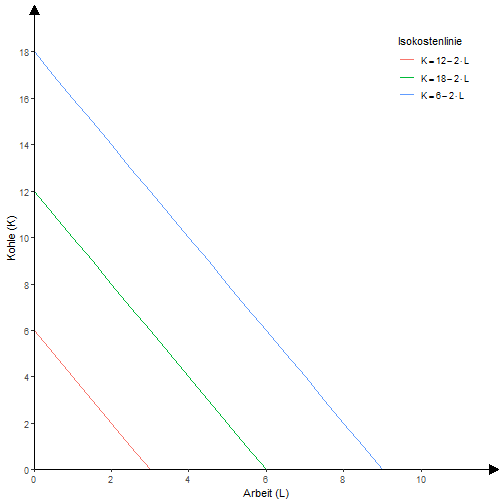 Isokostenlinie
K = 12 − 2 · L
K = 18 − 2 · L
K = 6 − 2 · L
18
16
14
12
10
8
6
4
2
0
Kohle (K)
0 2 4 6 8 10
Arbeit (L)